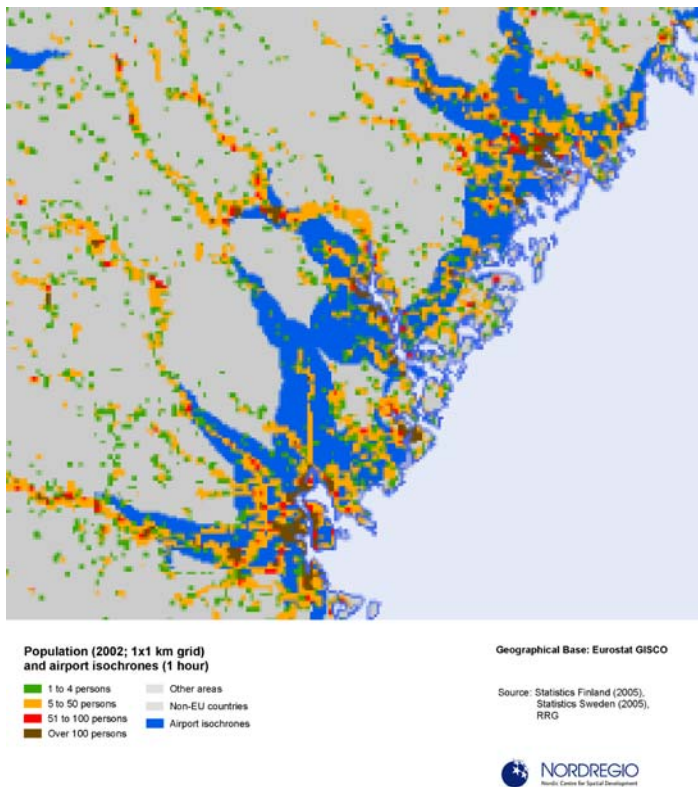 Population (2002; 1x1 km grid)
and airport isochrones (1 hour)
1 to 4 persons
5 to 50 persons
51 to 100 persons
Over 100 persons
Other areas
Non-EU countries
Airport isochrones
Geographical Base: Eurostat GISCO
Source: Statistics Finland (2005),
Statistics Sweden (2005),
RRG
NORDREGIO
Nordic Centre for Spatial Development